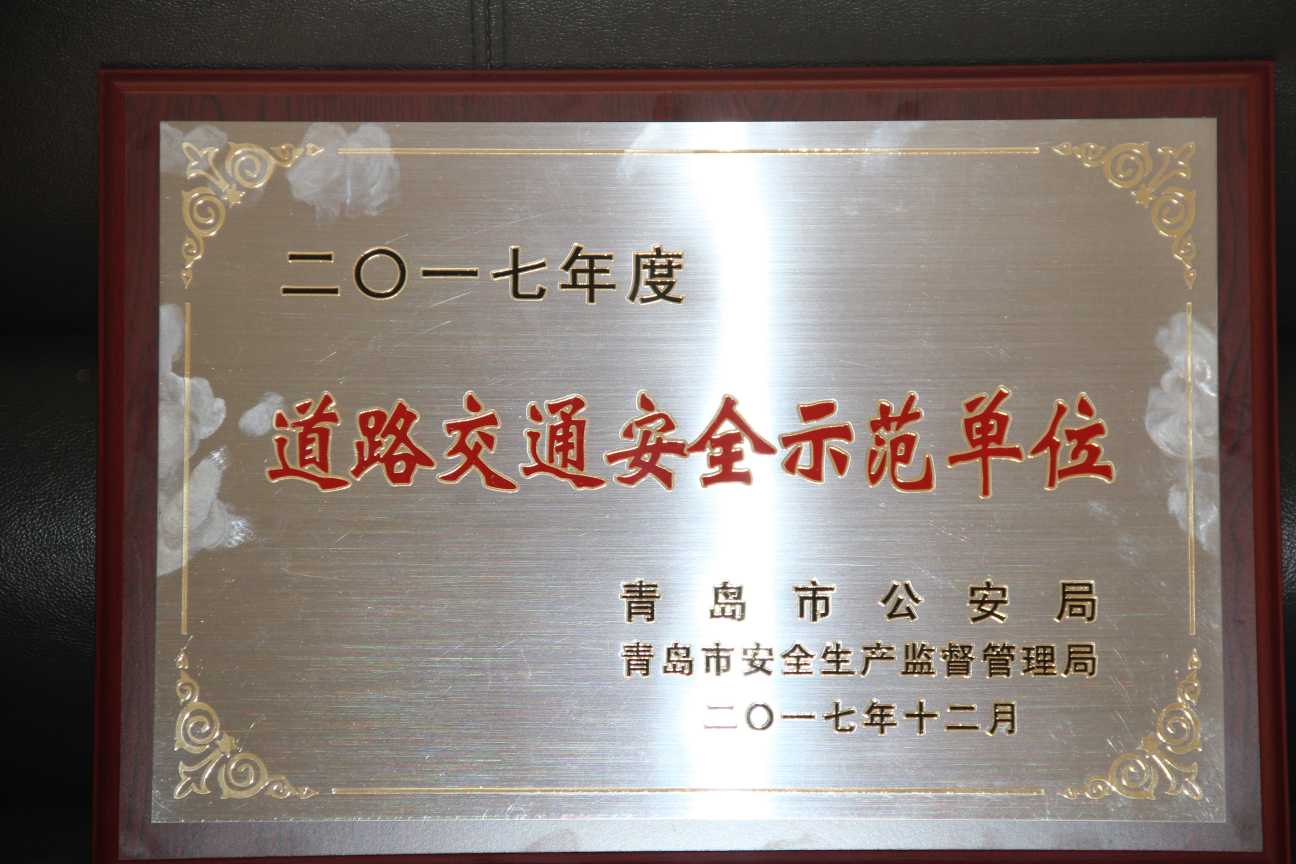 二〇一七年度
道路交通安全示范单位
青岛市公安局
青岛市安全生产监督管理局
二〇一七年十二月